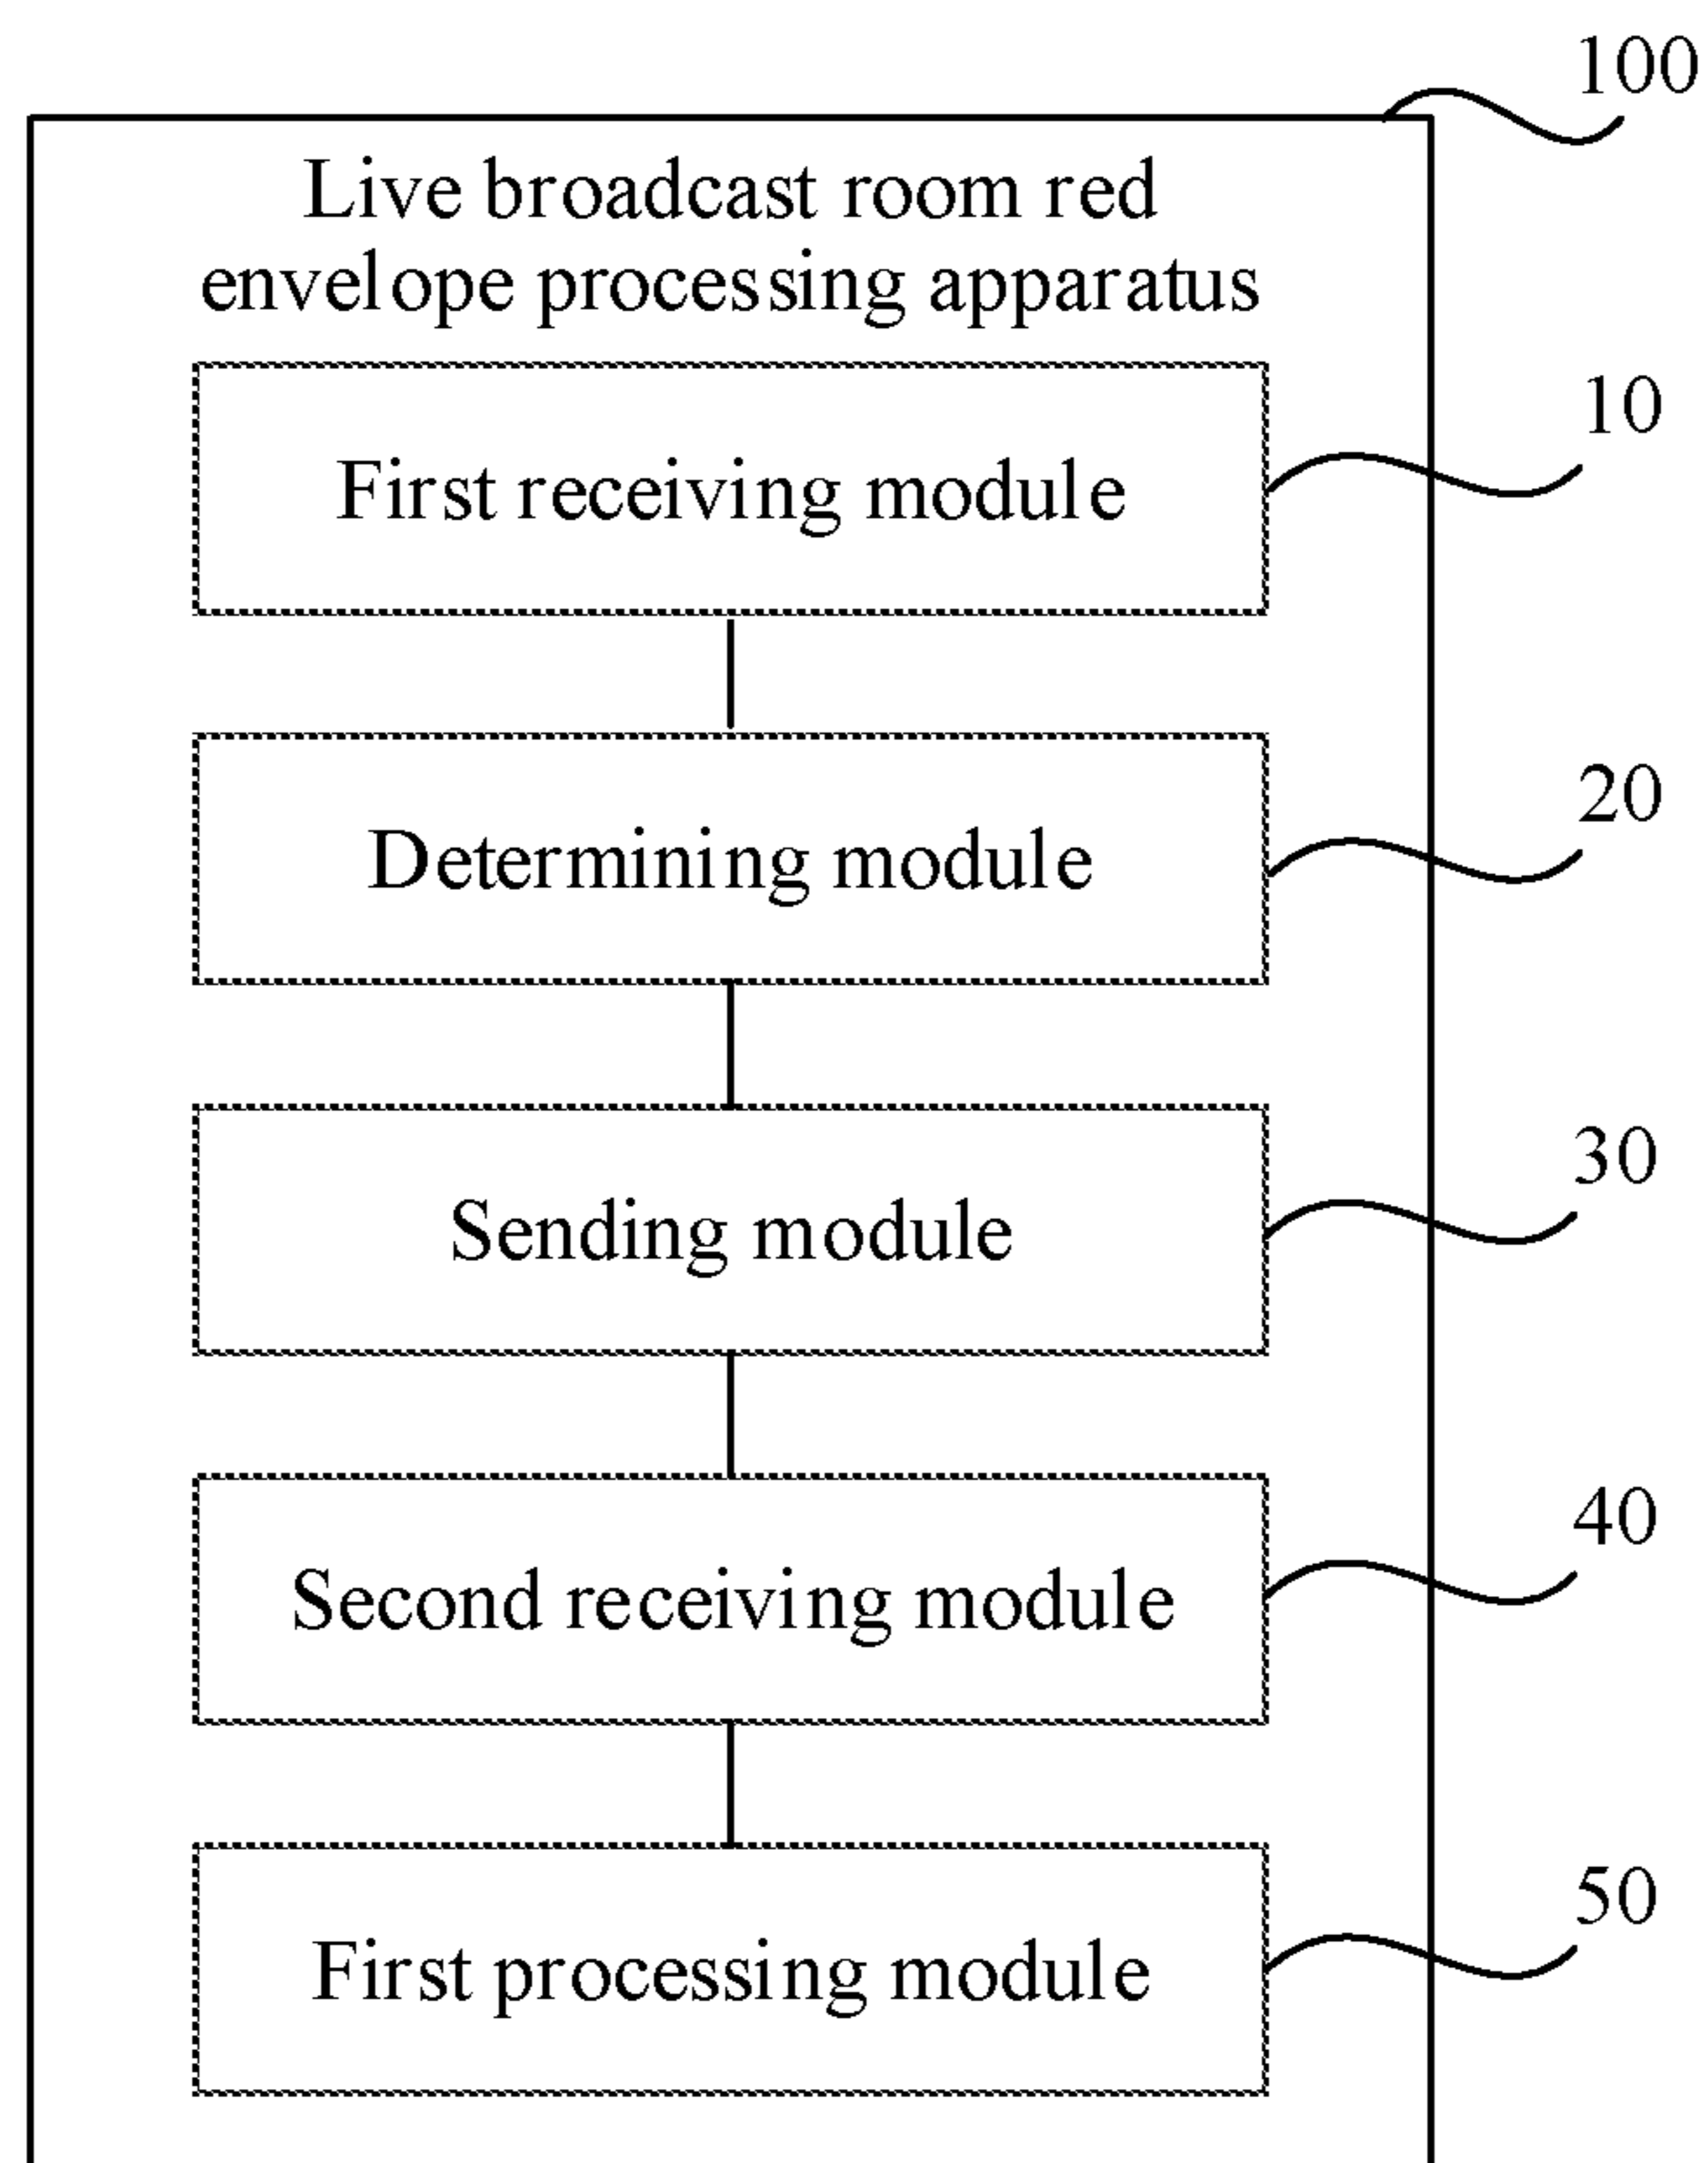 100
Live broadcast room red
envelope processing apparatus
10
First receiving module
20
Determining module
30
Sending module
40
Second receiving module
50
First processing module